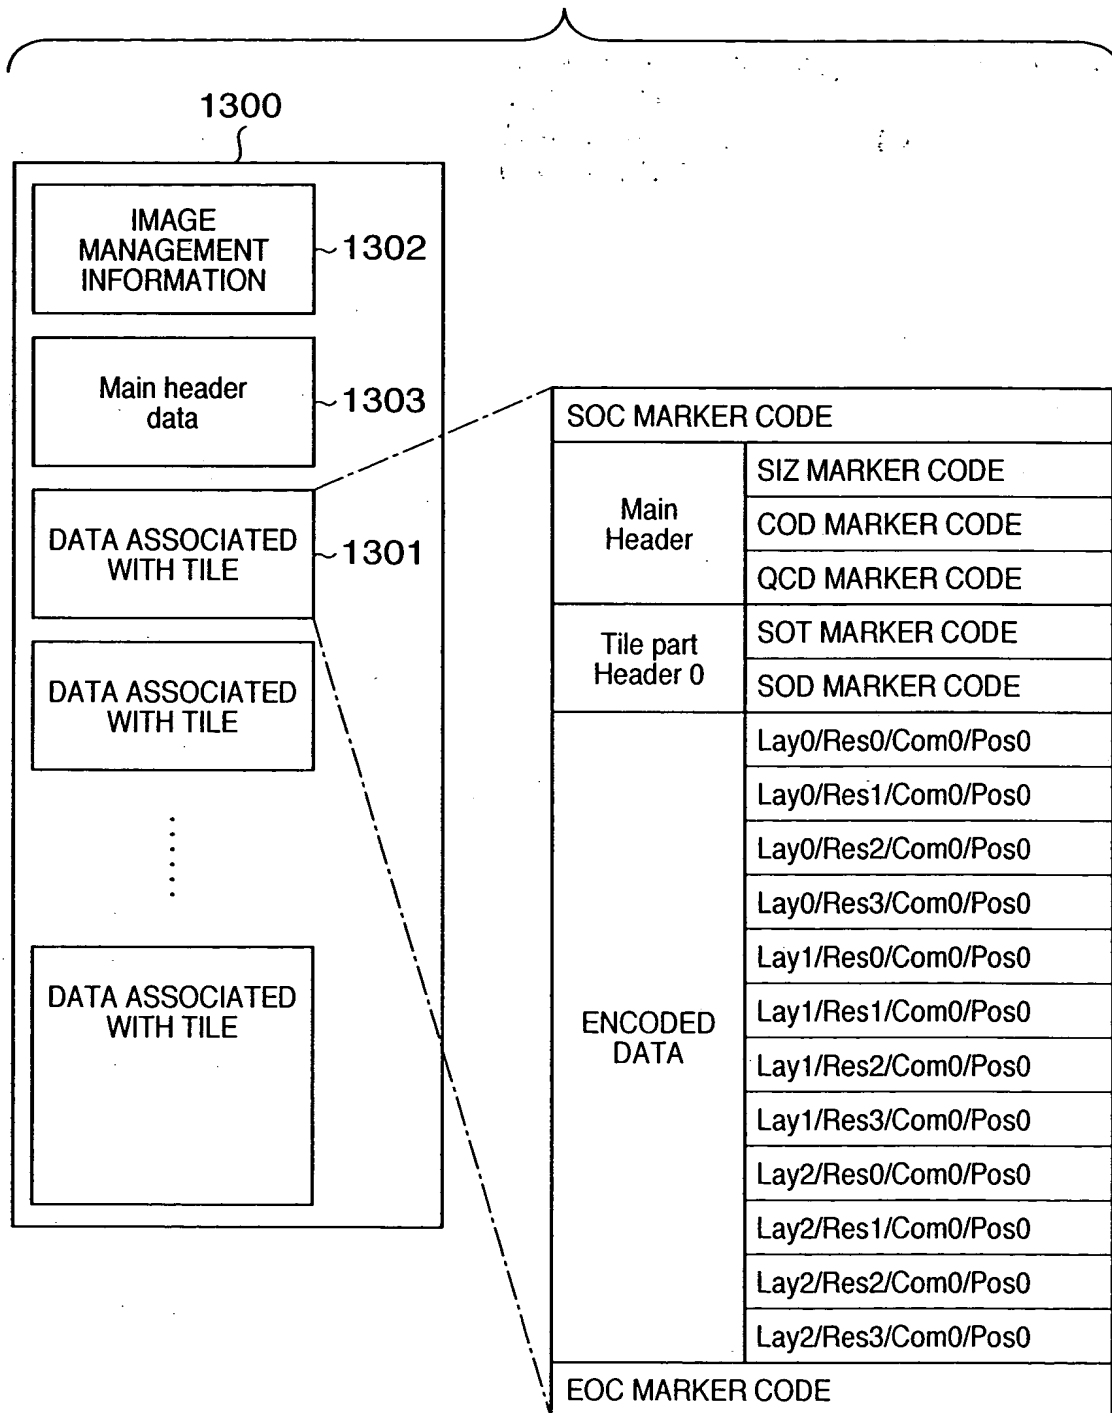 1300
IMAGE
MANAGEMENT
INFORMATION
1302
Main header
data
1303
DATA ASSOCIATED
WITH TILE
1301
DATA ASSOCIATED
WITH TILE
DATA ASSOCIATED
WITH TILE
SOC MARKER CODE
Main
Header
SIZ MARKER CODE
COD MARKER CODE
QCD MARKER CODE
Tile part
Header 0
SOT MARKER CODE
SOD MARKER CODE
ENCODED
DATA
Lay0/Res0/Com0/Pos0
Lay0/Res1/Com0/Pos0
Lay0/Res2/Com0/Pos0
Lay0/Res3/Com0/Pos0
Lay1/Res0/Com0/Pos0
Lay1/Res1/Com0/Pos0
Lay1/Res2/Com0/Pos0
Lay1/Res3/Com0/Pos0
Lay2/Res0/Com0/Pos0
Lay2/Res1/Com0/Pos0
Lay2/Res2/Com0/Pos0
Lay2/Res3/Com0/Pos0
EOC MARKER CODE